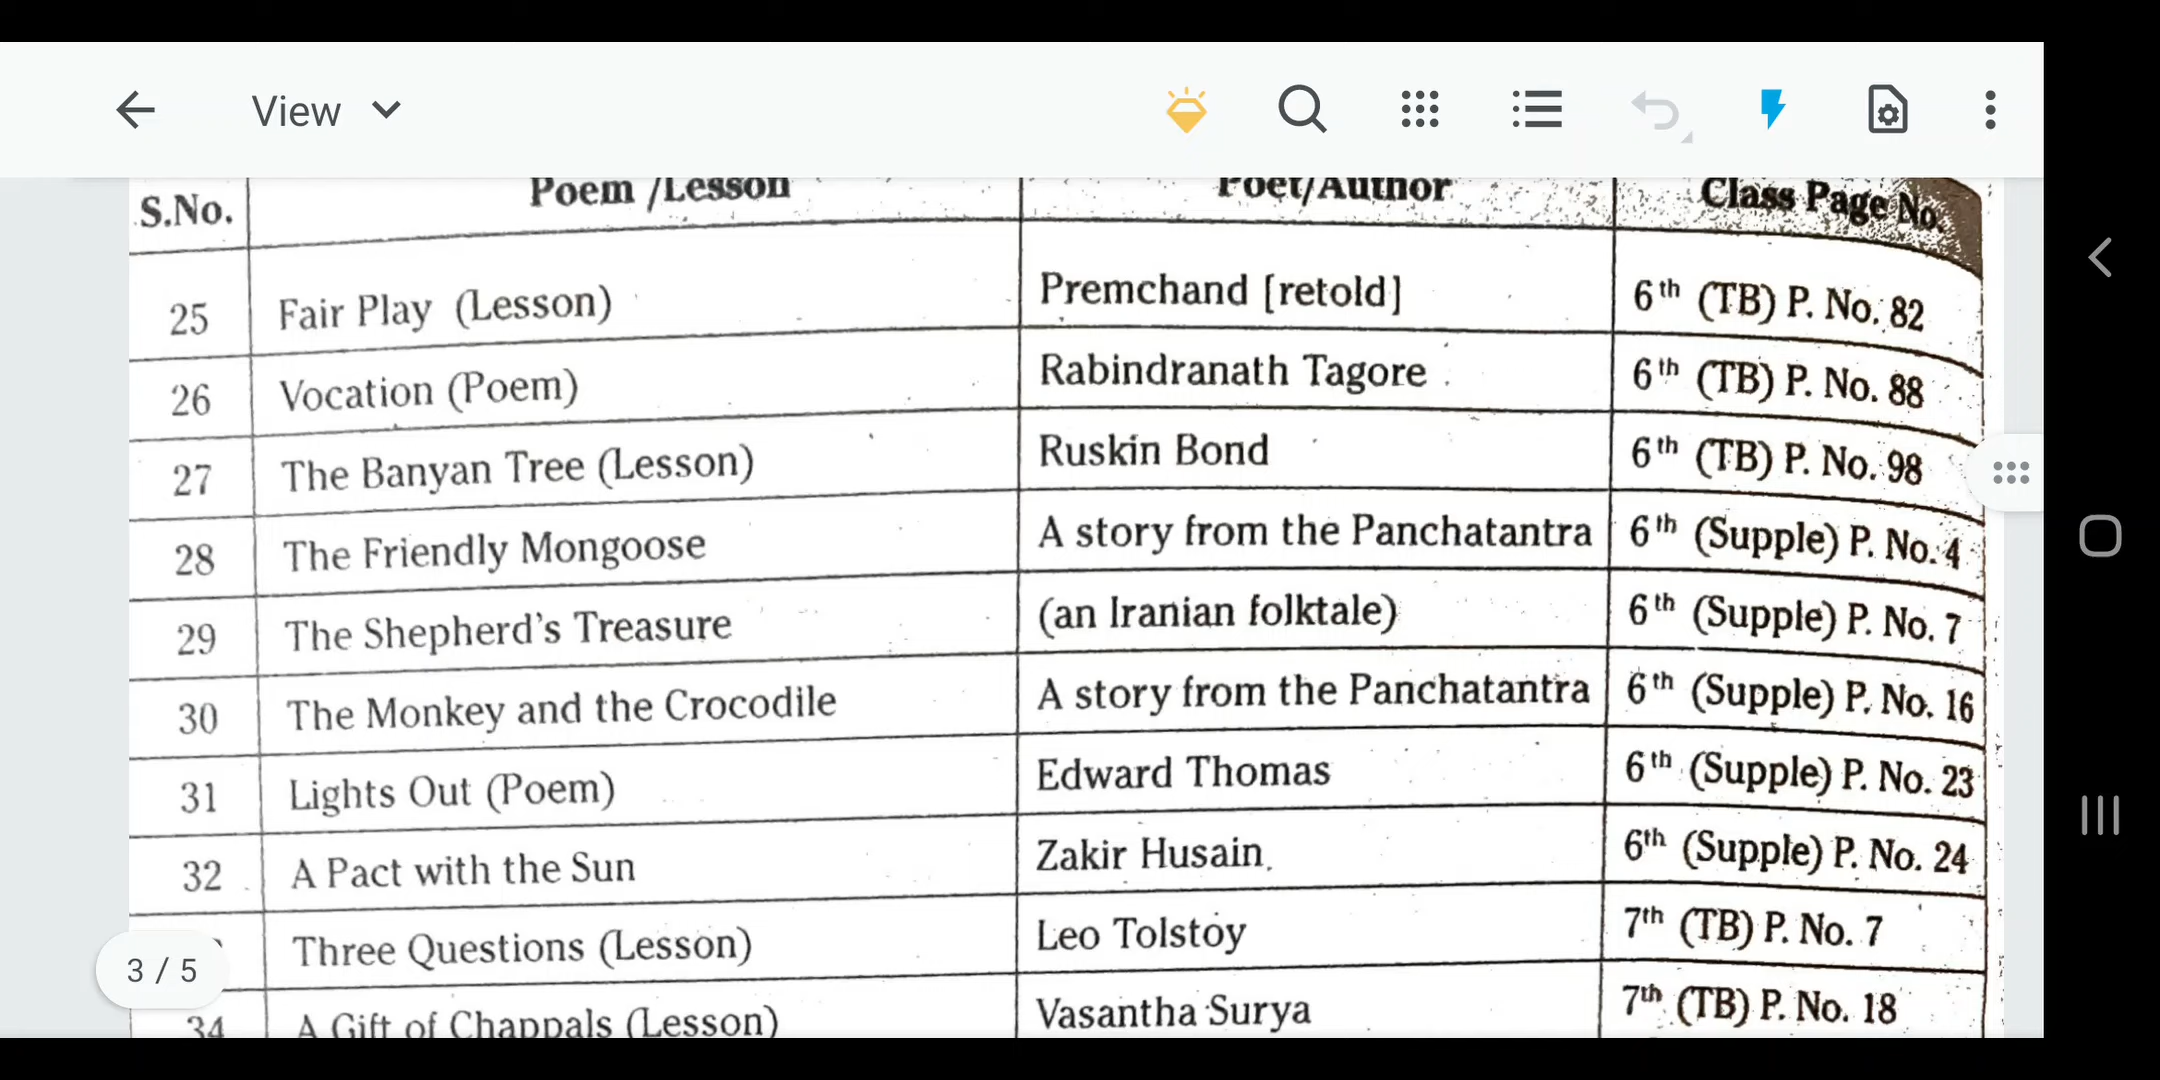 View
S.No. Poem /Lesson Poet/Author Class Page No.
25 Fair Play (Lesson) Premchand [retold] 6th (TB) P. No. 82
26 Vocation (Poem) Rabindranath Tagore 6th (TB) P. No. 88
27 The Banyan Tree (Lesson) Ruskin Bond 6th (TB) P. No. 98
28 The Friendly Mongoose A story from the Panchatantra 6th (Supple) P. No. 4
29 The Shepherd's Treasure (an Iranian folktale) 6th (Supple) P. No. 7
30 The Monkey and the Crocodile A story from the Panchatantra 6th (Supple) P. No. 16
31 Lights Out (Poem) Edward Thomas 6th (Supple) P. No. 23
32 A Pact with the Sun Zakir Husain 6th (Supple) P. No. 24
Three Questions (Lesson) Leo Tolstoy 7th (TB) P. No. 7
3 / 5
34 A Gift of Chappals (Lesson) Vasantha Surya 7th (TB) P. No. 18